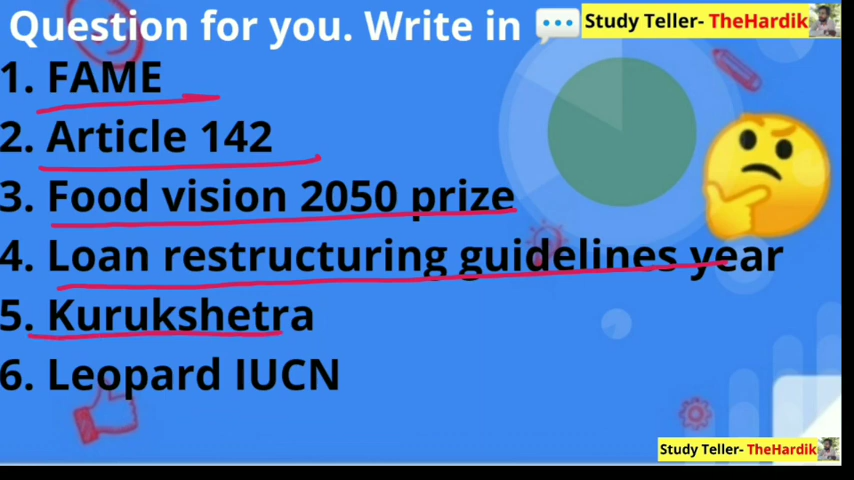 Question for you. Write in
Study Teller- TheHardik
1. FAME
2. Article 142
3. Food vision 2050 prize
4. Loan restructuring guidelines year
5. Kurukshetra
6. Leopard IUCN
Study Teller- TheHardik